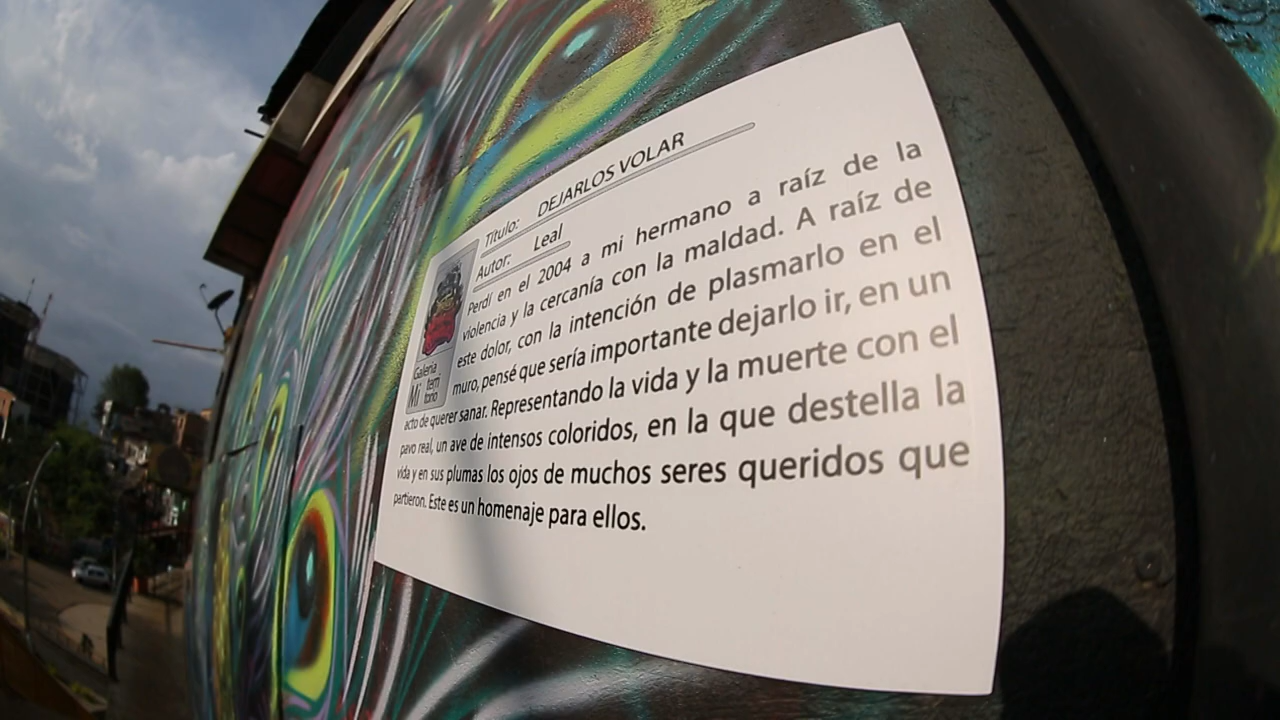 Título: DEJARLOS VOLAR
Autor: Leal
Perdí en el 2004 a mi hermano a raíz de la
violencia y la cercanía con la maldad. A raíz de
este dolor, con la intención de plasmarlo en el
muro, pensé que sería importante dejarlo ir, en un
acto de querer sanar. Representando la vida y la muerte con el
pavo real, un ave de intensos coloridos, en la que destella la
vida y en sus plumas los ojos de muchos seres queridos que
partieron. Este es un homenaje para ellos.
Galería
Mi tem
torio